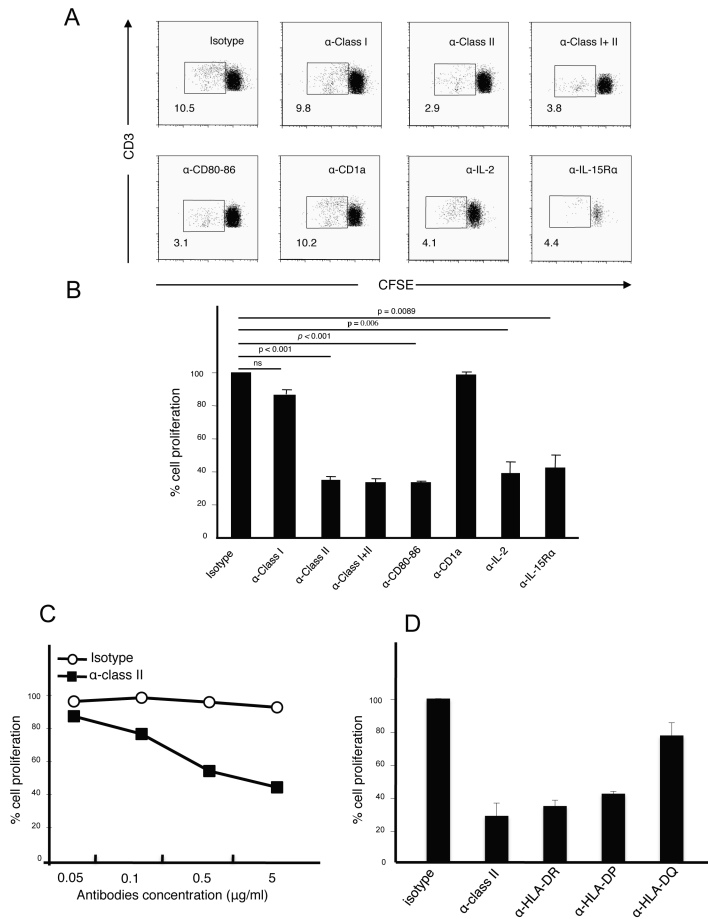 A
CD3
Isotype
10.5
α-Class I
9.8
α-Class II
2.9
α-Class I+ II
3.8
α-CD80-86
3.1
α-CD1a
10.2
α-IL-2
4.1
α-IL-15Rα
4.4
CFSE
B
p = 0.0089
p = 0.006
p < 0.001
p < 0.001
ns
% cell proliferation
100
80
60
40
20
0
Isotype
α-Class I
α-Class II
α-Class I+II
α-CD80-86
α-CD1a
α-IL-2
α-IL-15Rα
C
Isotype
α-class II
% cell proliferation
100
80
60
40
20
0
0.05 0.1 0.5 5
Antibodies concentration (μg/ml)
D
% cell proliferation
100
80
60
40
20
0
isotype
α-class II
α-HLA-DR
α-HLA-DP
α-HLA-DQ